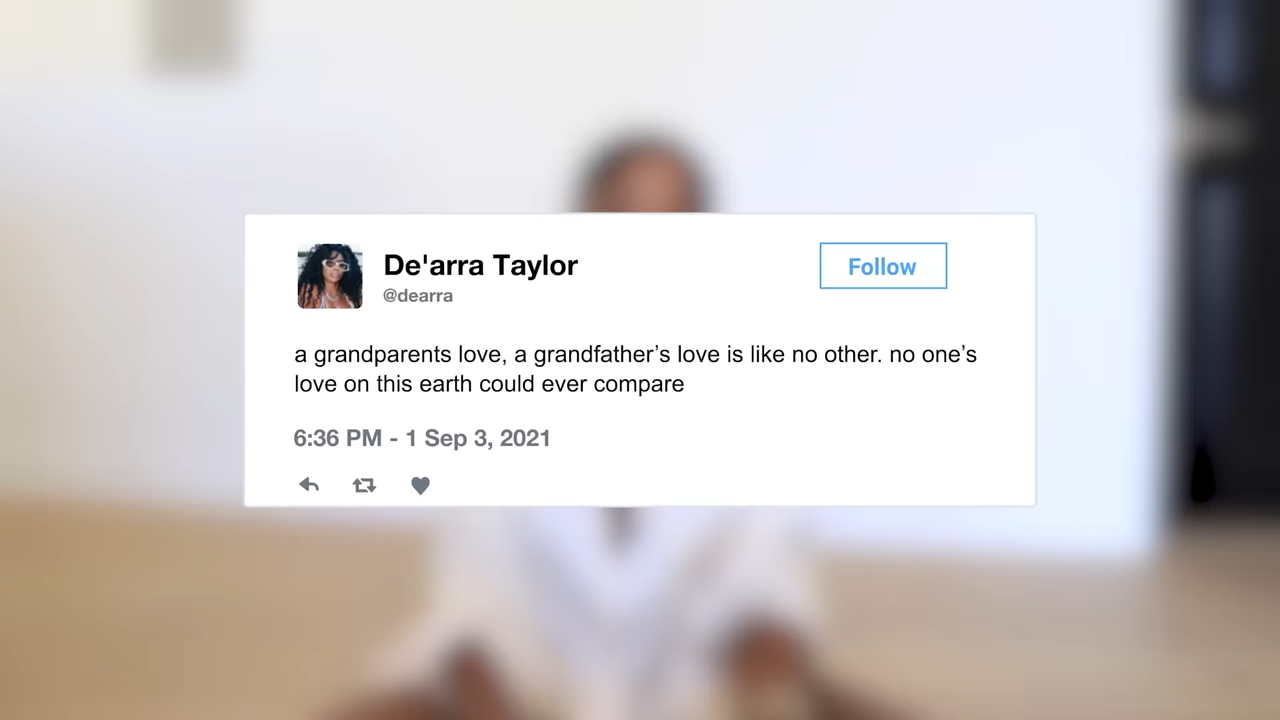 De'arra Taylor
Follow
@dearra
a grandparents love, a grandfather’s love is like no other. no one’s
love on this earth could ever compare
6:36 PM - 1 Sep 3, 2021